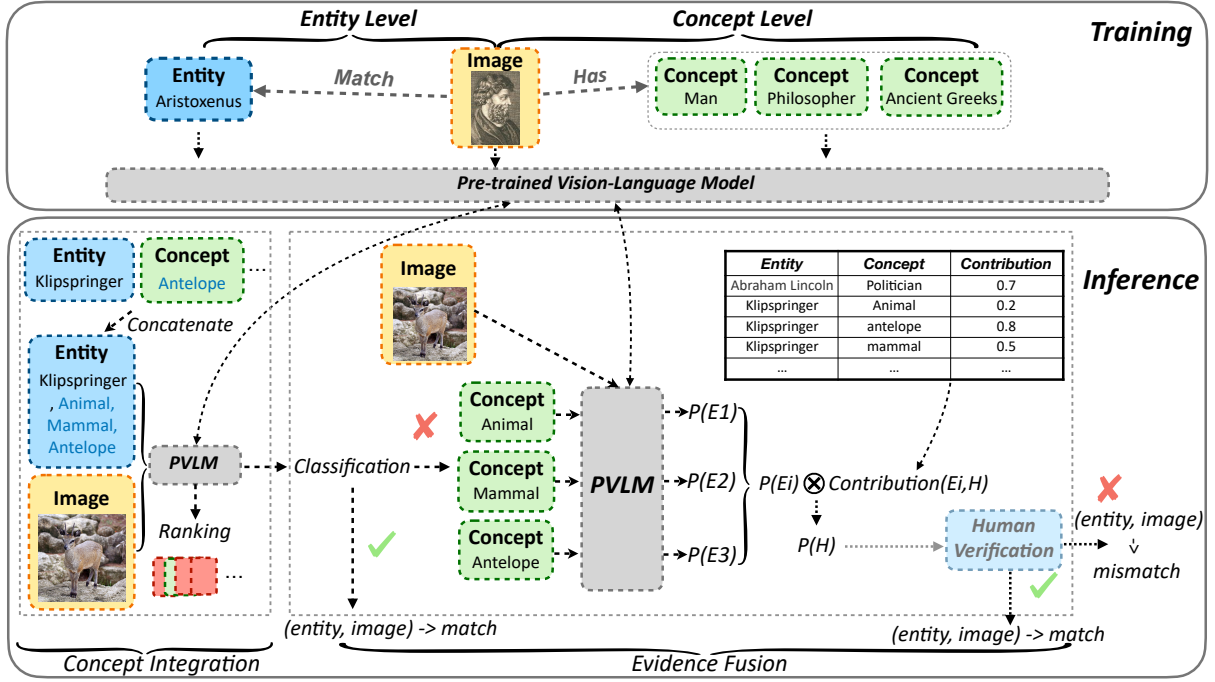 Entity Level
Concept Level
Training
Entity
Aristoxenus
Match
Image
Has
Concept
Man
Concept
Philosopher
Concept
Ancient Greeks
Pre-trained Vision-Language Model
Inference
Entity
Klipspringer
Concept
Antelope
...
Concatenate
Entity
Klipspringer
, Animal,
Mammal,
Antelope
Image
PVLM
Ranking
...
Concept Integration
Image
Classification
✘
✓
(entity, image) -> match
Concept
Animal
Concept
Mammal
Concept
Antelope
PVLM
P(E1)
P(E2)
P(E3)
Entity Concept Contribution
Abraham Lincoln Politician 0.7
Klipspringer Animal 0.2
Klipspringer antelope 0.8
Klipspringer mammal 0.5
... ... ...
P(Ei) ⊗ Contribution(Ei,H)
P(H)
Human
Verification
✘
(entity, image)
->
mismatch
✓
(entity, image) -> match
Evidence Fusion